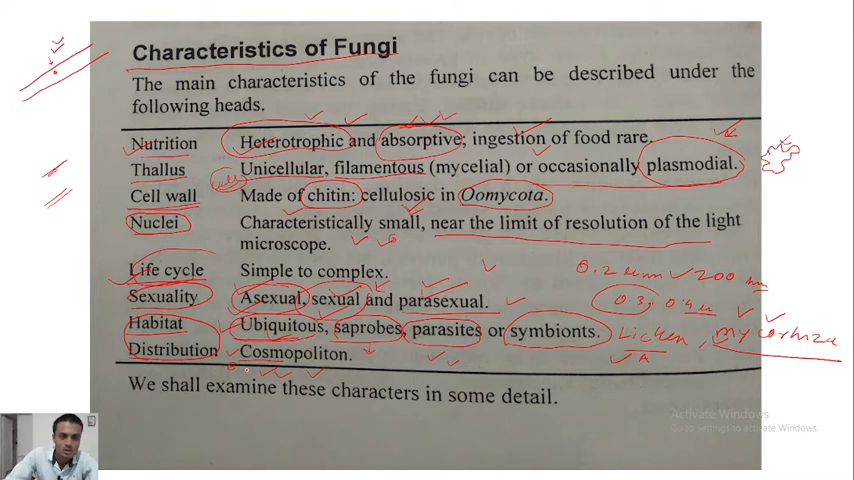 Characteristics of Fungi
The main characteristics of the fungi can be described under the
following heads.
Nutrition Heterotrophic and absorptive; ingestion of food rare.
Thallus Unicellular, filamentous (mycelial) or occasionally plasmodial.
Cell wall Made of chitin: cellulosic in Oomycota.
Nuclei Characteristically small, near the limit of resolution of the light
microscope.
Life cycle Simple to complex.
0.2 200 nm
Sexuality Asexual, sexual and parasexual.
0.3, 0.4
Habitat Ubiquitous, saprobes, parasites or symbionts.
Lichen, mycorhiza
Distribution Cosmopoliton.
A
We shall examine these characters in some detail.
Activate Windows
Go to Settings to activate Windows.